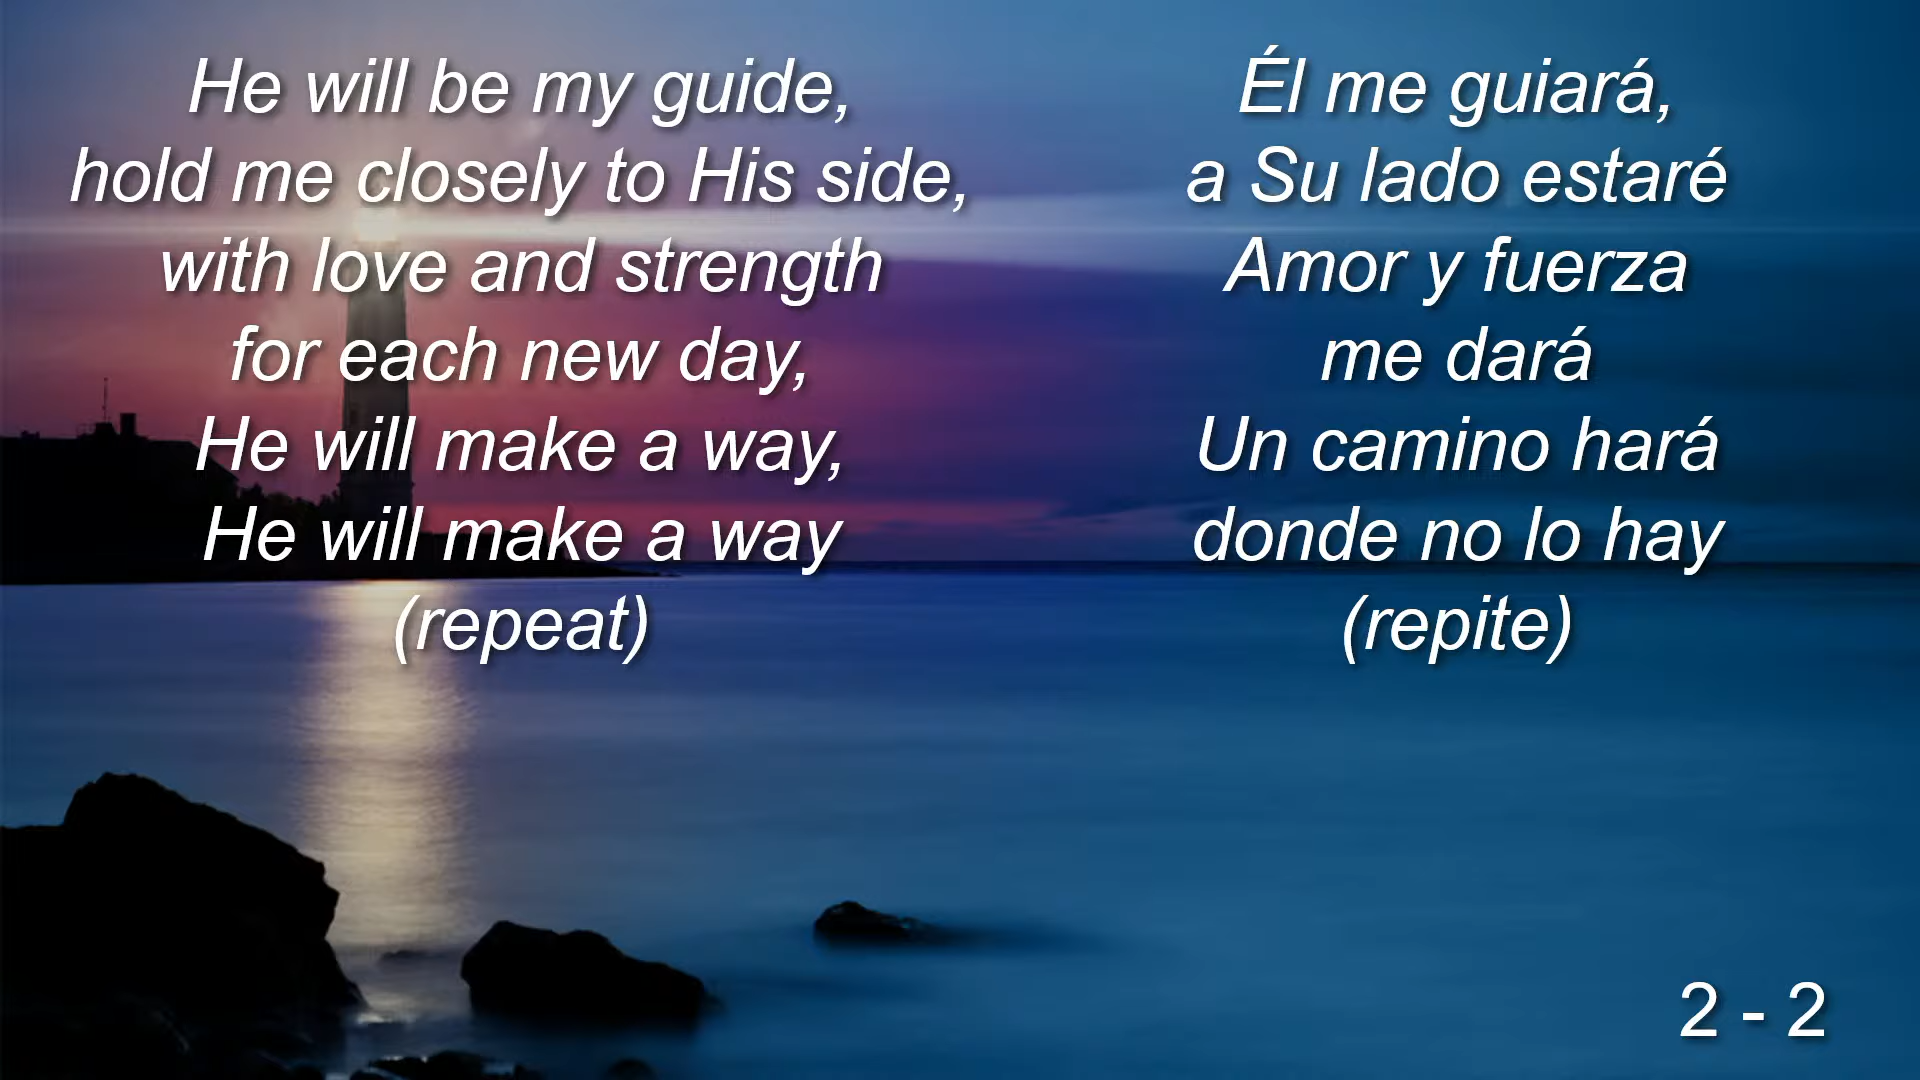 He will be my guide,
hold me closely to His side,
with love and strength
for each new day,
He will make a way,
He will make a way
(repeat)
Él me guiará,
a Su lado estaré
Amor y fuerza
me dará
Un camino hará
donde no lo hay
(repite)
2 - 2